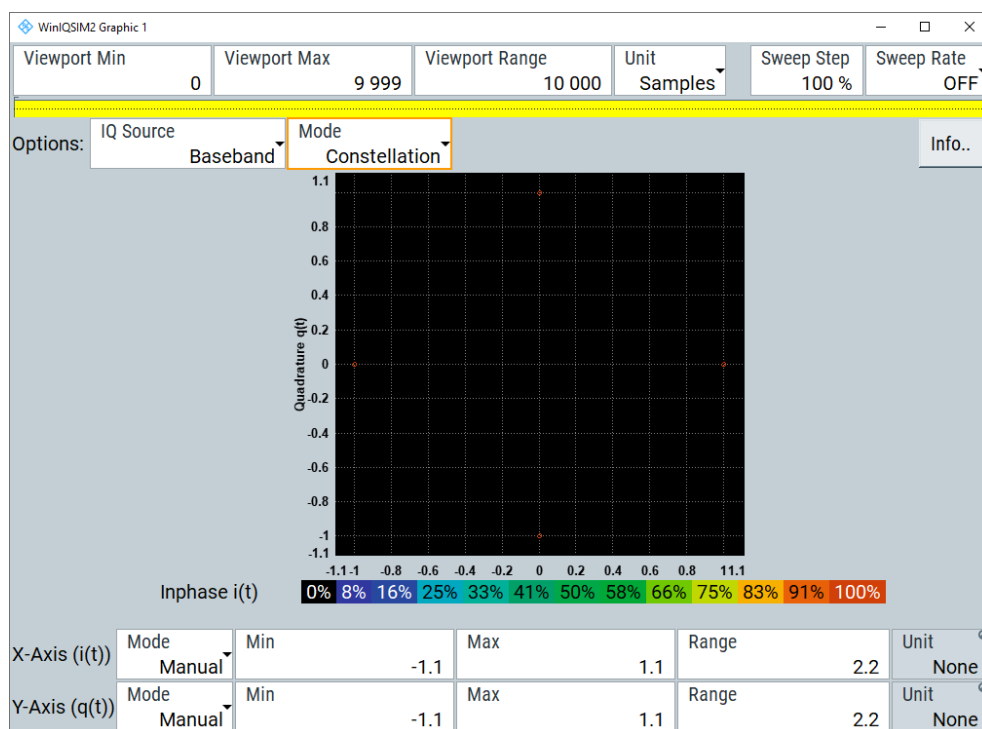 WinIQSIM2 Graphic 1
Viewport Min Viewport Max Viewport Range Unit Sweep Step Sweep Rate
0 9 999 10 000 Samples 100 % OFF
Options: IQ Source Mode Info..
Baseband Constellation
1.1
0.8
0.6
0.4
0.2
0
-0.2
-0.4
-0.6
-0.8
-1
-1.1
Quadrature q(t)
-1.1 -1 -0.8 -0.6 -0.4 -0.2 0 0.2 0.4 0.6 0.8 11.1
Inphase i(t) 0% 8% 16% 25% 33% 41% 50% 58% 66% 75% 83% 91% 100%
X-Axis (i(t)) Mode Min Max Range Unit
Manual -1.1 1.1 2.2 None
Y-Axis (q(t)) Mode Min Max Range Unit
Manual -1.1 1.1 2.2 None